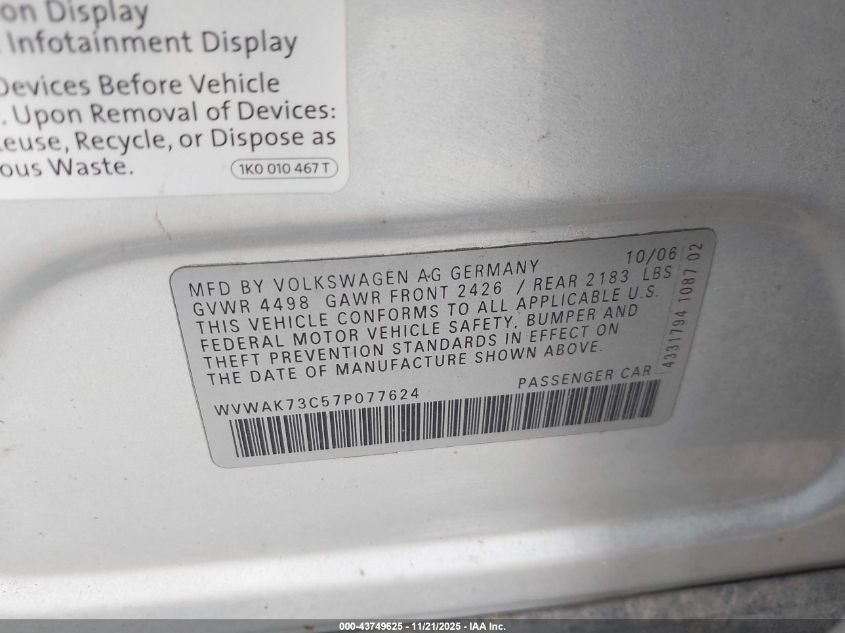 on Display
Infotainment Display
Devices Before Vehicle
. Upon Removal of Devices:
euse, Recycle, or Dispose as
ous Waste.
1K0 010 467 T
MFD BY VOLKSWAGEN AG GERMANY 10/06
GVWR 4498 GAWR FRONT 2426 / REAR 2183 LBS
THIS VEHICLE CONFORMS TO ALL APPLICABLE U.S.
FEDERAL MOTOR VEHICLE SAFETY, BUMPER AND
THEFT PREVENTION STANDARDS IN EFFECT ON
THE DATE OF MANUFACTURE SHOWN ABOVE.
WVWAK73C57P077624 PASSENGER CAR
4331794 1087 02
000-43749625 - 11/21/2025 - IAA Inc.